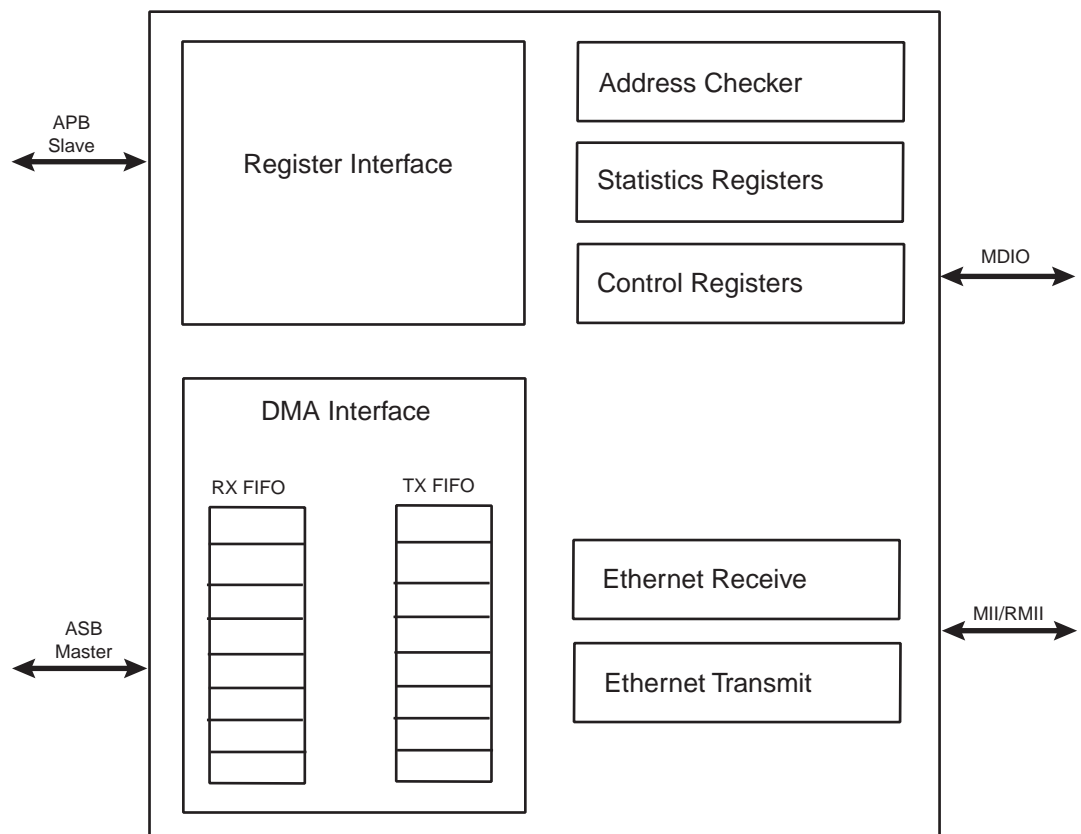 Address Checker
APB
Slave
Register Interface
Statistics Registers
MDIO
Control Registers
DMA Interface
RX FIFO
TX FIFO
Ethernet Receive
MII/RMII
ASB
Master
Ethernet Transmit